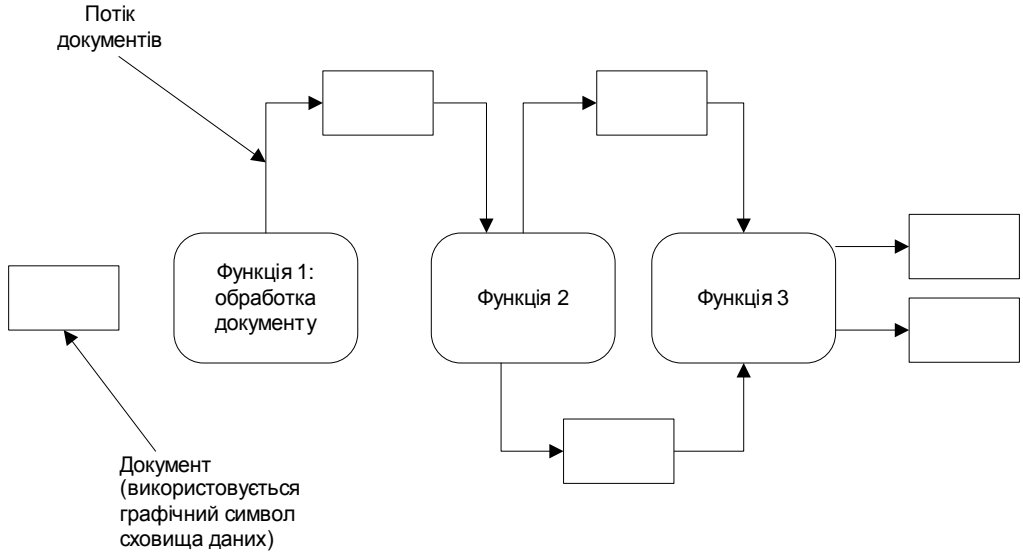 Потік
документів
Функція 1:
обработка
документу
Функція 2
Функція 3
Документ
(використовується
графічний символ
сховища даних)